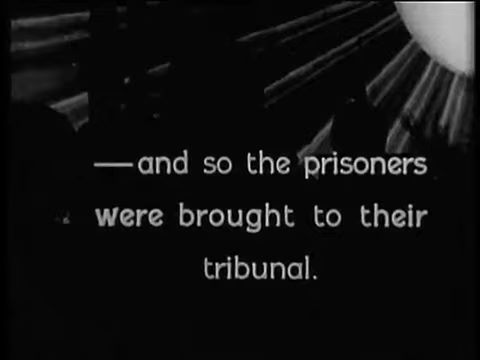 —and so the prisoners
were brought to their
tribunal.